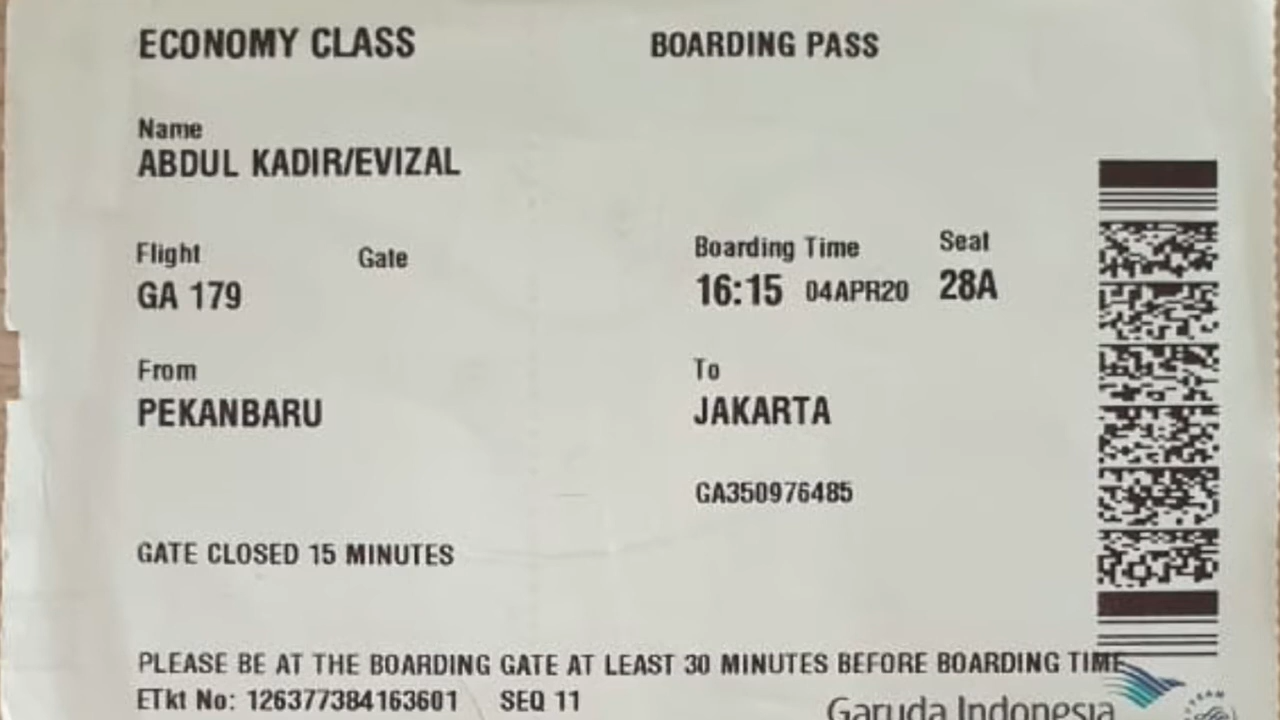 ECONOMY CLASS BOARDING PASS
Name
ABDUL KADIR/EVIZAL
Flight Gate Boarding Time Seat
GA 179 16:15 04APR20 28A
From To
PEKANBARU JAKARTA
GA350976485
GATE CLOSED 15 MINUTES
PLEASE BE AT THE BOARDING GATE AT LEAST 30 MINUTES BEFORE BOARDING TIME
ETkt No: 126377384163601 SEQ 11
Garuda Indonesia